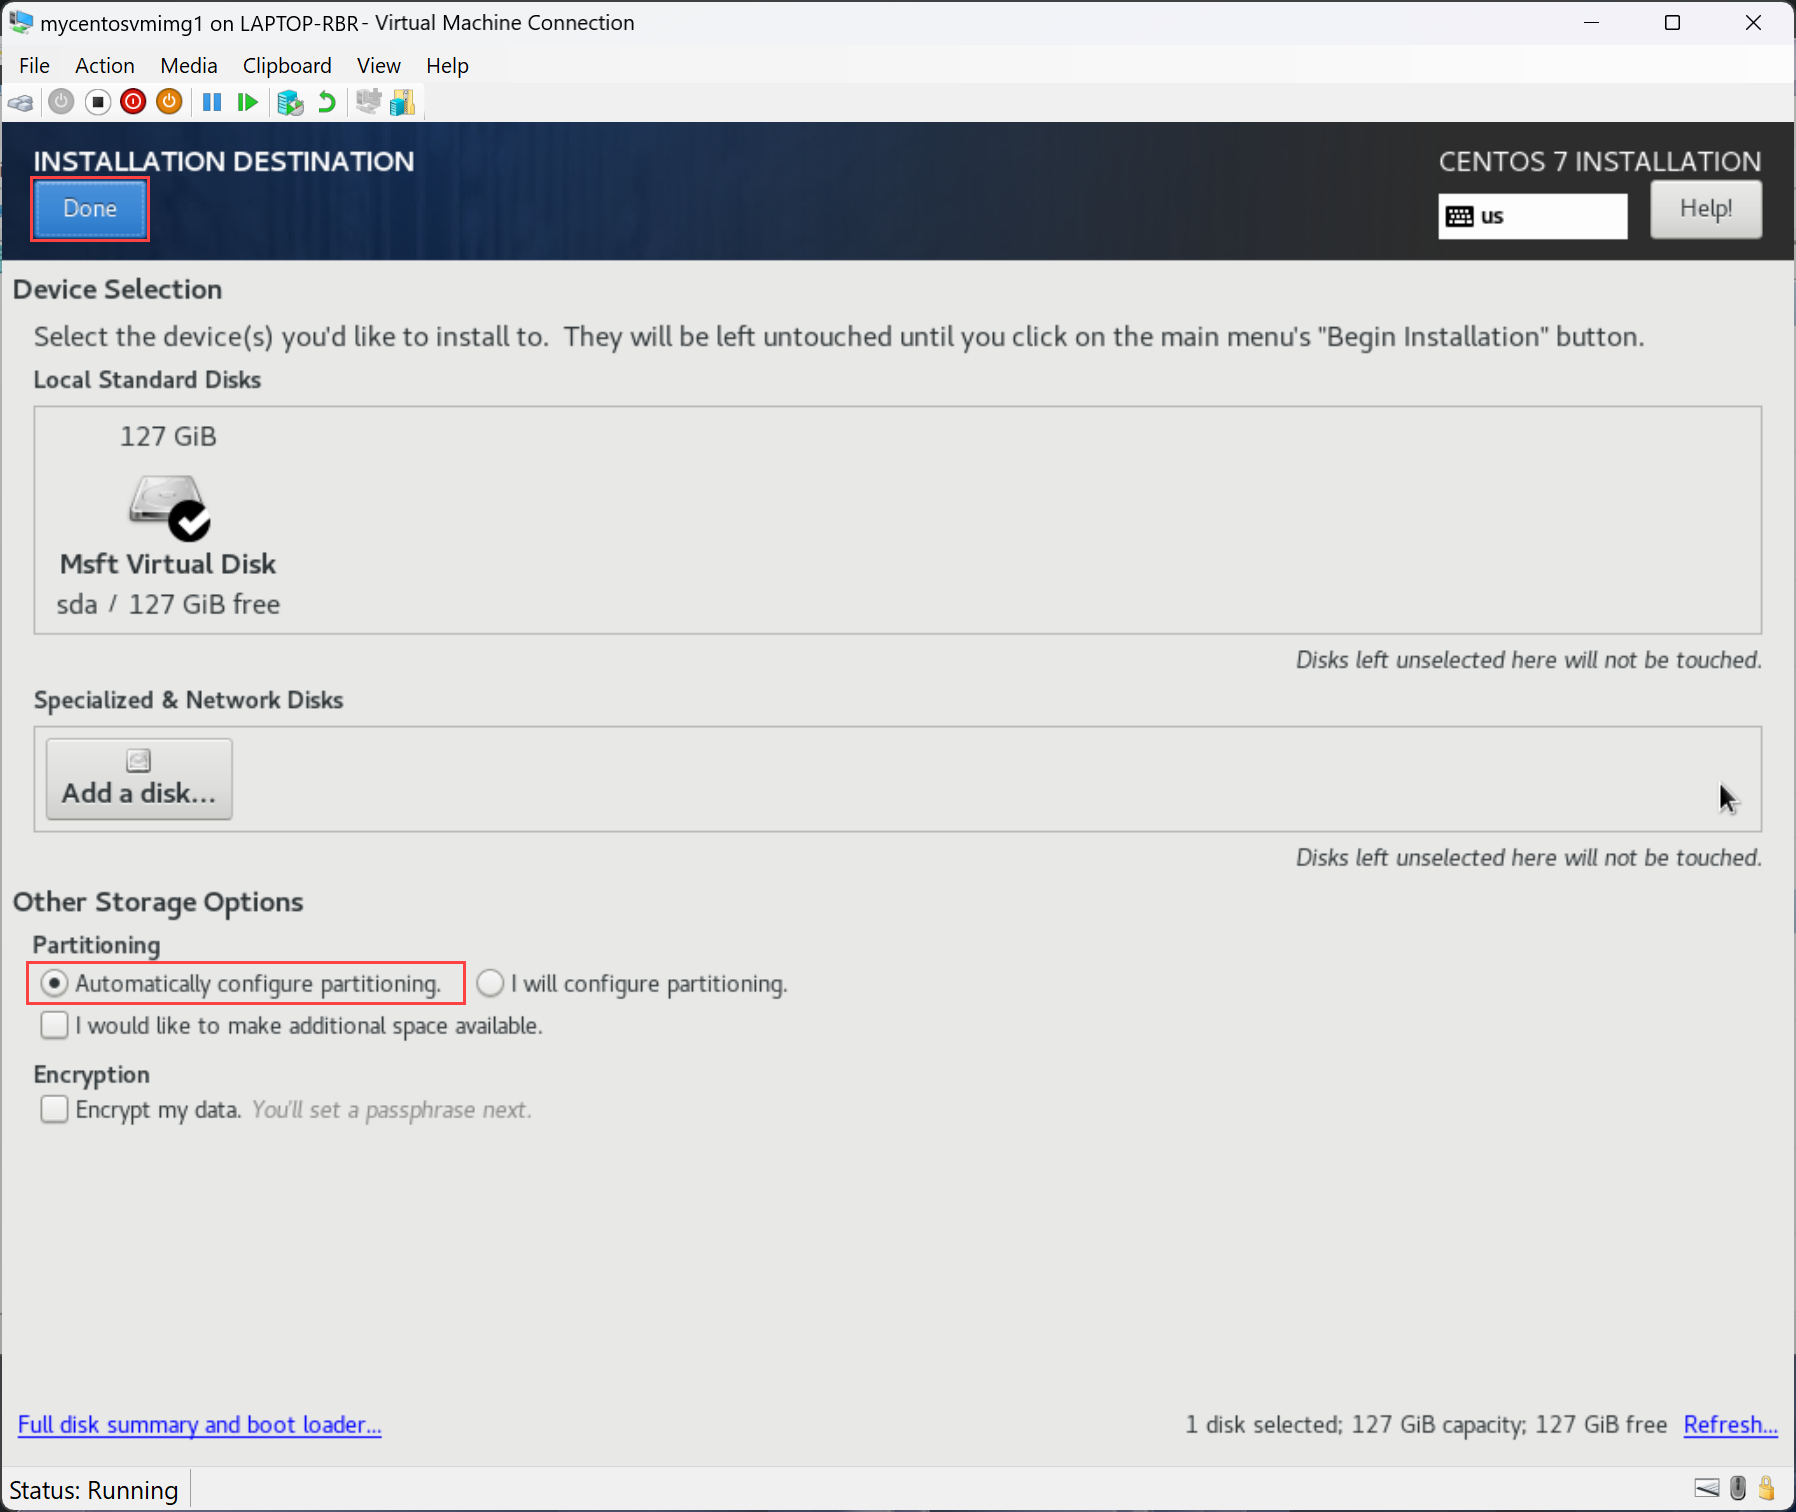 mycentosvmimg1 on LAPTOP-RBR - Virtual Machine Connection
File Action Media Clipboard View Help
INSTALLATION DESTINATION
CENTOS 7 INSTALLATION
Done
us
Help!
Device Selection
Select the device(s) you'd like to install to. They will be left untouched until you click on the main menu's "Begin Installation" button.
Local Standard Disks
127 GiB
Msft Virtual Disk
sda / 127 GiB free
Disks left unselected here will not be touched.
Specialized & Network Disks
Add a disk...
Disks left unselected here will not be touched.
Other Storage Options
Partitioning
Automatically configure partitioning. I will configure partitioning.
I would like to make additional space available.
Encryption
Encrypt my data. You'll set a passphrase next.
Full disk summary and boot loader...
1 disk selected; 127 GiB capacity; 127 GiB free Refresh...
Status: Running